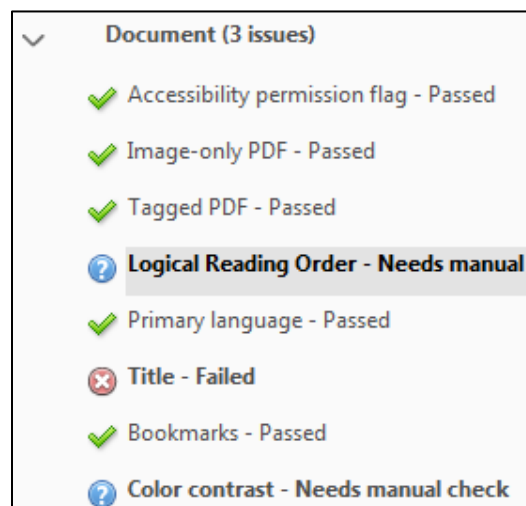 Document (3 issues)
Accessibility permission flag - Passed
Image-only PDF - Passed
Tagged PDF - Passed
Logical Reading Order - Needs manual
Primary language - Passed
Title - Failed
Bookmarks - Passed
Color contrast - Needs manual check